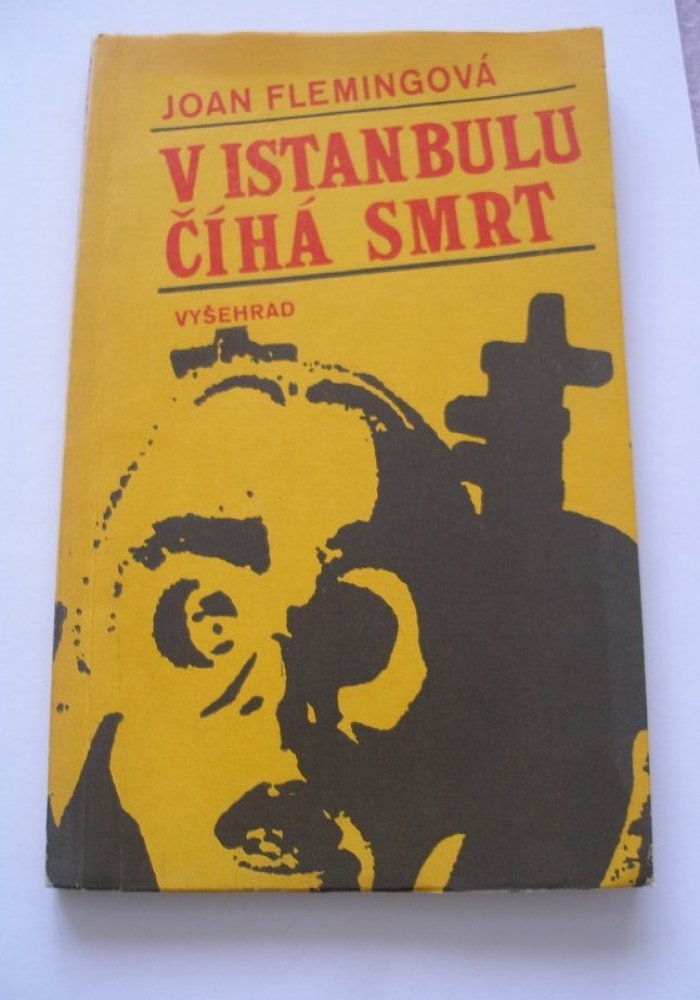 JOAN FLEMINGOVÁ
V ISTANBULU
ČÍHÁ SMRT
VYŠEHRAD